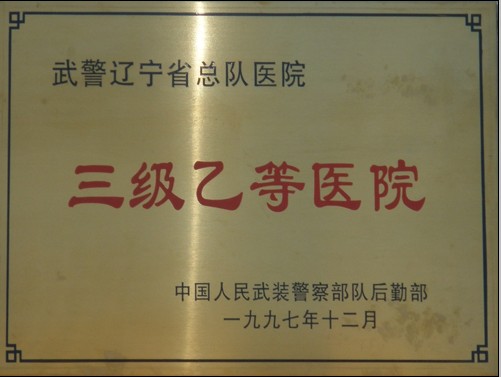 武警辽宁省总队医院
三级乙等医院
中国人民武装警察部队后勤部
一九九七年十二月